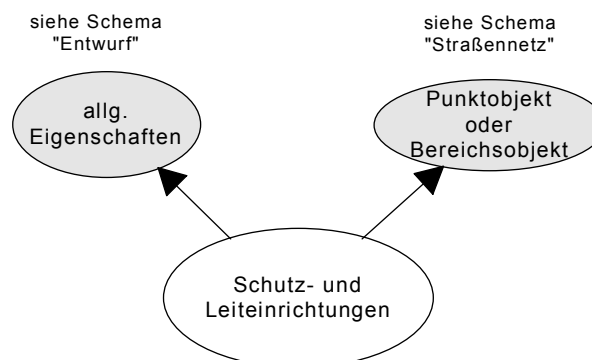 siehe Schema
"Entwurf"
siehe Schema
"Straßennetz"
allg.
Eigenschaften
Punktobjekt
oder
Bereichsobjekt
Schutz- und
Leiteinrichtungen